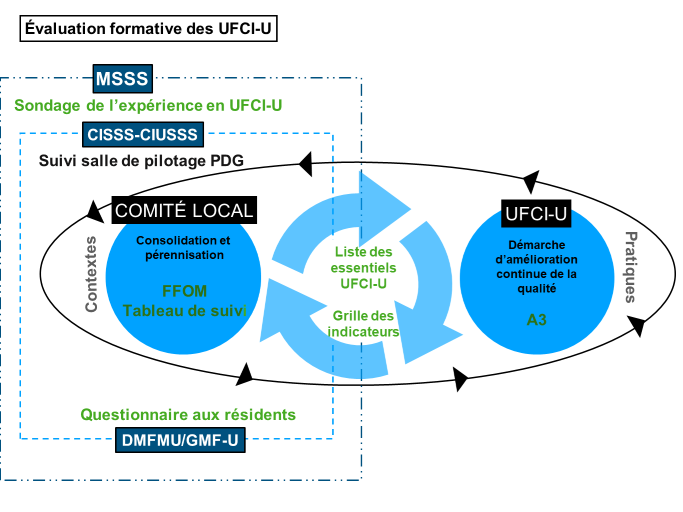 Évaluation formative des UFCI-U
MSSS
Sondage de l’expérience en UFCI-U
CISSS-CIUSSS
Suivi salle de pilotage PDG
COMITÉ LOCAL
Consolidation et
pérennisation
FFOM
Tableau de suivi
Contextes
Liste des
essentiels
UFCI-U
Grille des
indicateurs
UFCI-U
Démarche
d’amélioration
continue de la
qualité
A3
Pratiques
Questionnaire aux résidents
DMFMU/GMF-U